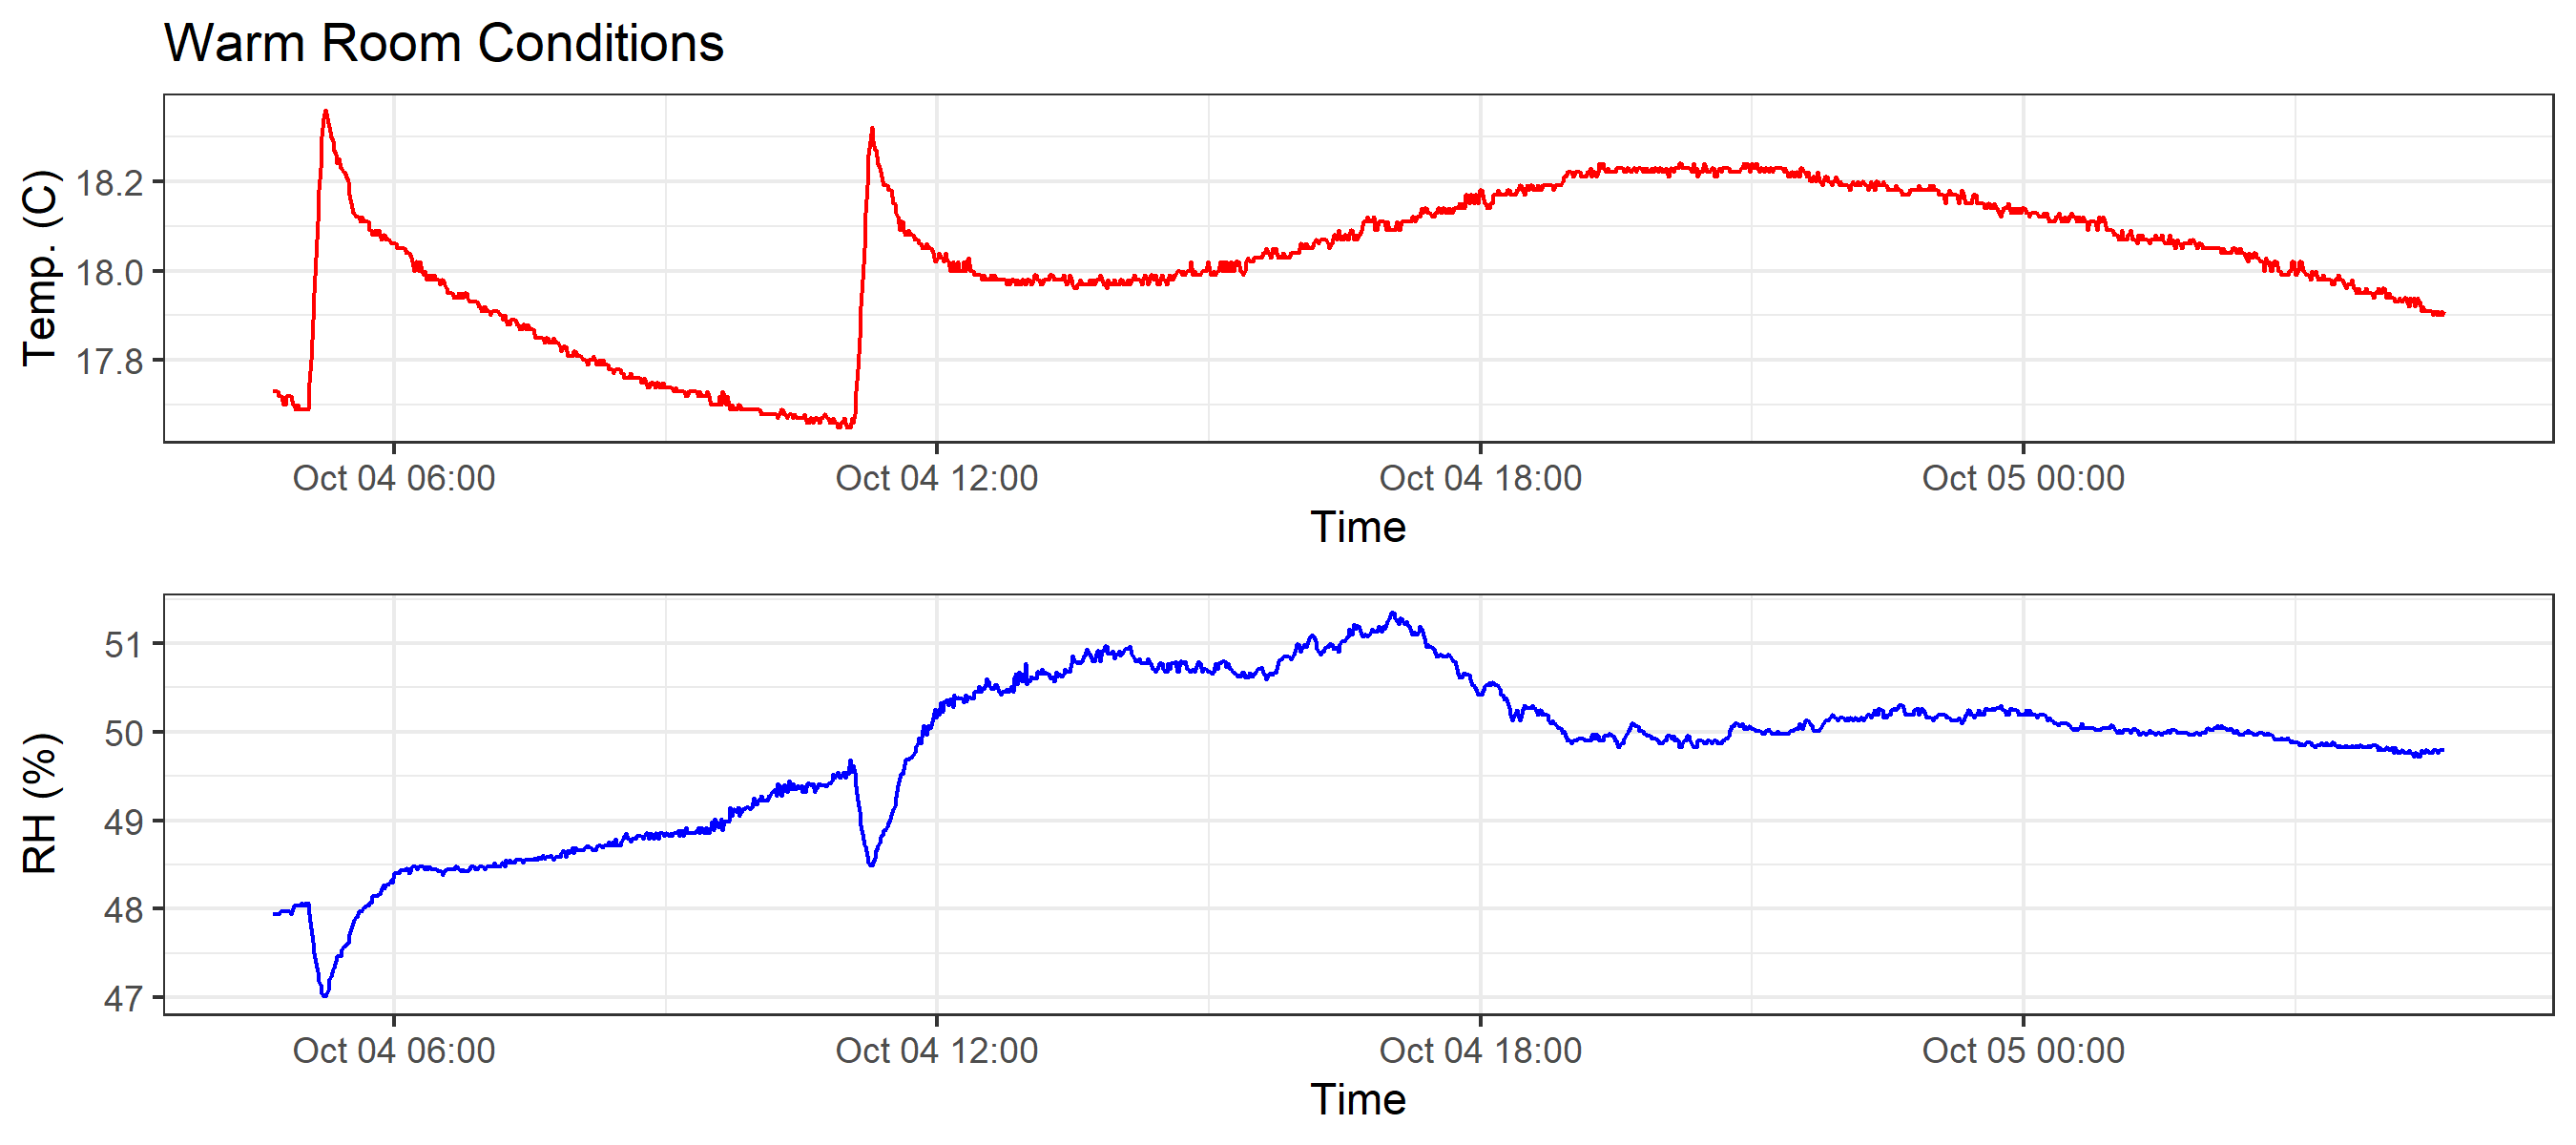 Warm Room Conditions
Temp. (C)
18.2
18.0
17.8
Oct 04 06:00 Oct 04 12:00 Oct 04 18:00 Oct 05 00:00
Time
RH (%)
51
50
49
48
47
Oct 04 06:00 Oct 04 12:00 Oct 04 18:00 Oct 05 00:00
Time